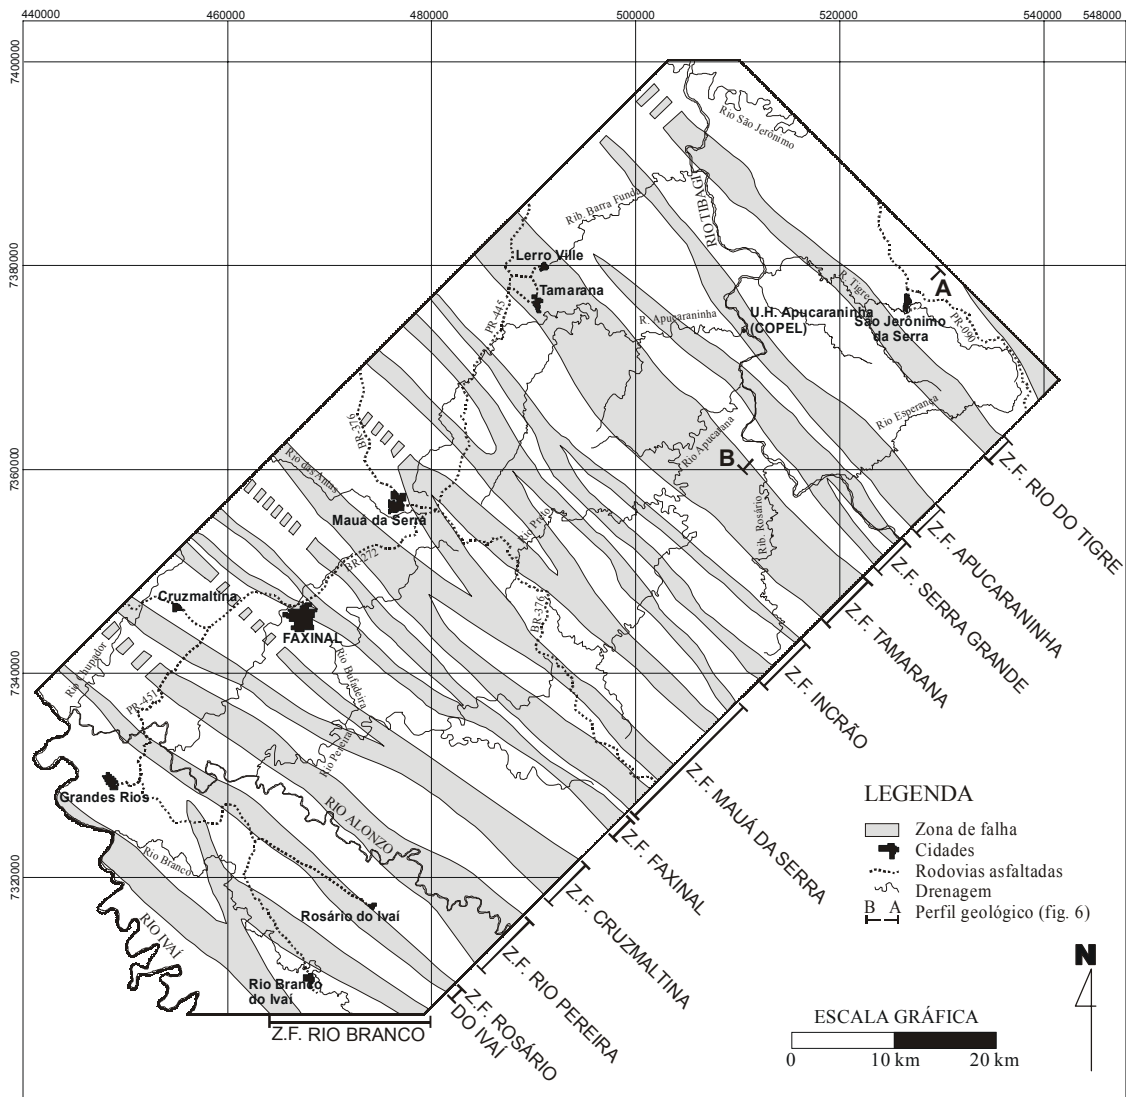 440000
460000
480000
500000
520000
540000
548000
7400000
7380000
7360000
7340000
7320000
Rio São Jerônimo
RIO TIBAGI
Rib. Barra Funda
Lerro Ville
Tamarana
PR-445
R. Apucaraninha
U.H. Apucaraninha
(COPEL)
R. Tigre
A
São Jerônimo
da Serra
PR-090
Rio Esperança
Rio Apucarana
B
Rib. Rosário
BR-376
Rio das Antas
Mauá da Serra
Rio Preto
BR-272
BR-376
Cruzmaltina
FAXINAL
Rio Bufadeira
Rio Chupador
PR-451
Rio Pereira
Grandes Rios
RIO ALONZO
Rio Branco
RIO IVAÍ
Rosário do Ivaí
Rio Branco
do Ivaí
Z.F. RIO DO TIGRE
Z.F. APUCARANINHA
Z.F. SERRA GRANDE
Z.F. TAMARANA
Z.F. INCRÃO
Z.F. MAUÁ DA SERRA
Z.F. FAXINAL
Z.F. CRUZMALTINA
Z.F. RIO PEREIRA
Z.F. ROSÁRIO
DO IVAÍ
Z.F. RIO BRANCO
LEGENDA
Zona de falha
Cidades
Rodovias asfaltadas
Drenagem
B A Perfil geológico (fig. 6)
N
ESCALA GRÁFICA
0 10 km 20 km